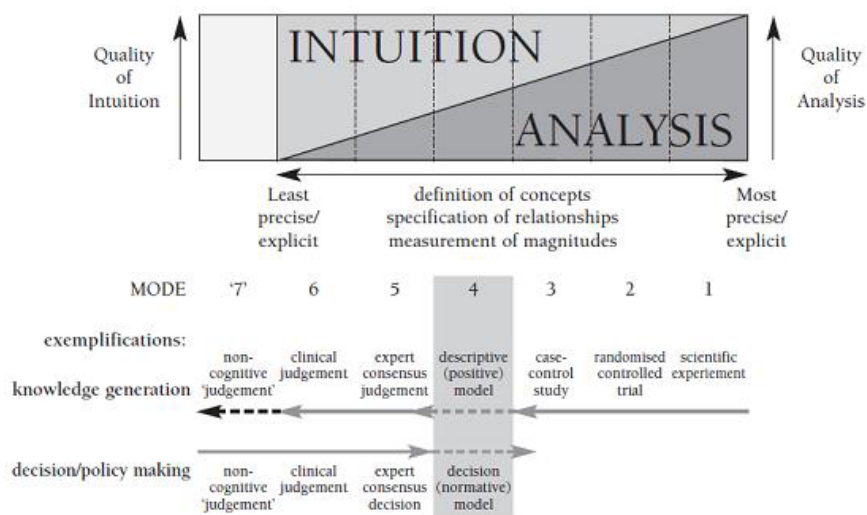 INTUITION
ANALYSIS
Quality
of
Intuition
Quality
of
Analysis
Least
precise/
explicit
definition of concepts
specification of relationships
measurement of magnitudes
Most
precise/
explicit
MODE '7' 6 5 4 3 2 1
exemplifications:
knowledge generation
non-
cognitive
'judgement'
clinical
judgement
expert
consensus
judgement
descriptive
(positive)
model
case-
control
study
randomised
controlled
trial
scientific
experiement
decision/policy making
non-
cognitive
'judgement'
clinical
judgement
expert
consensus
decision
decision
(normative)
model